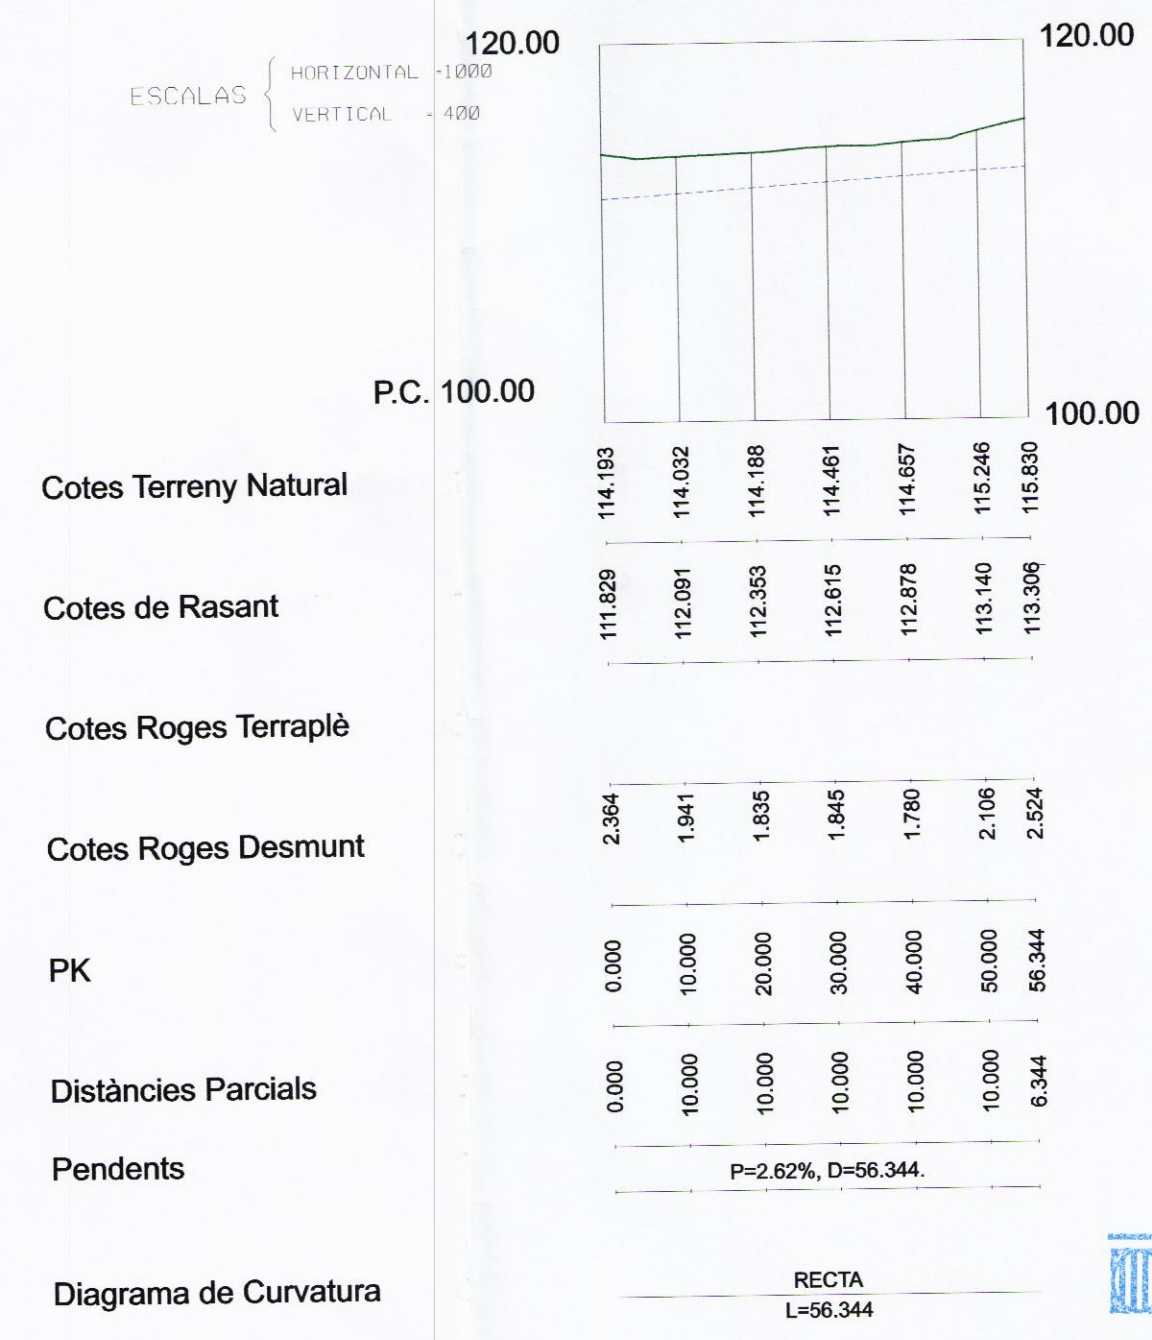 120.00 120.00
ESCALAS
HORIZONTAL -1000
VERTICAL - 400
P.C. 100.00
100.00
Cotes Terreny Natural 114.193 114.032 114.188 114.461 114.657 115.246 115.830
Cotes de Rasant 111.829 112.091 112.353 112.615 112.878 113.140 113.306
Cotes Roges Terraplè
Cotes Roges Desmunt 2.364 1.941 1.835 1.845 1.780 2.106 2.524
PK 0.000 10.000 20.000 30.000 40.000 50.000 56.344
Distàncies Parcials 0.000 10.000 10.000 10.000 10.000 10.000 6.344
Pendents P=2.62%, D=56.344.
Diagrama de Curvatura RECTA
L=56.344